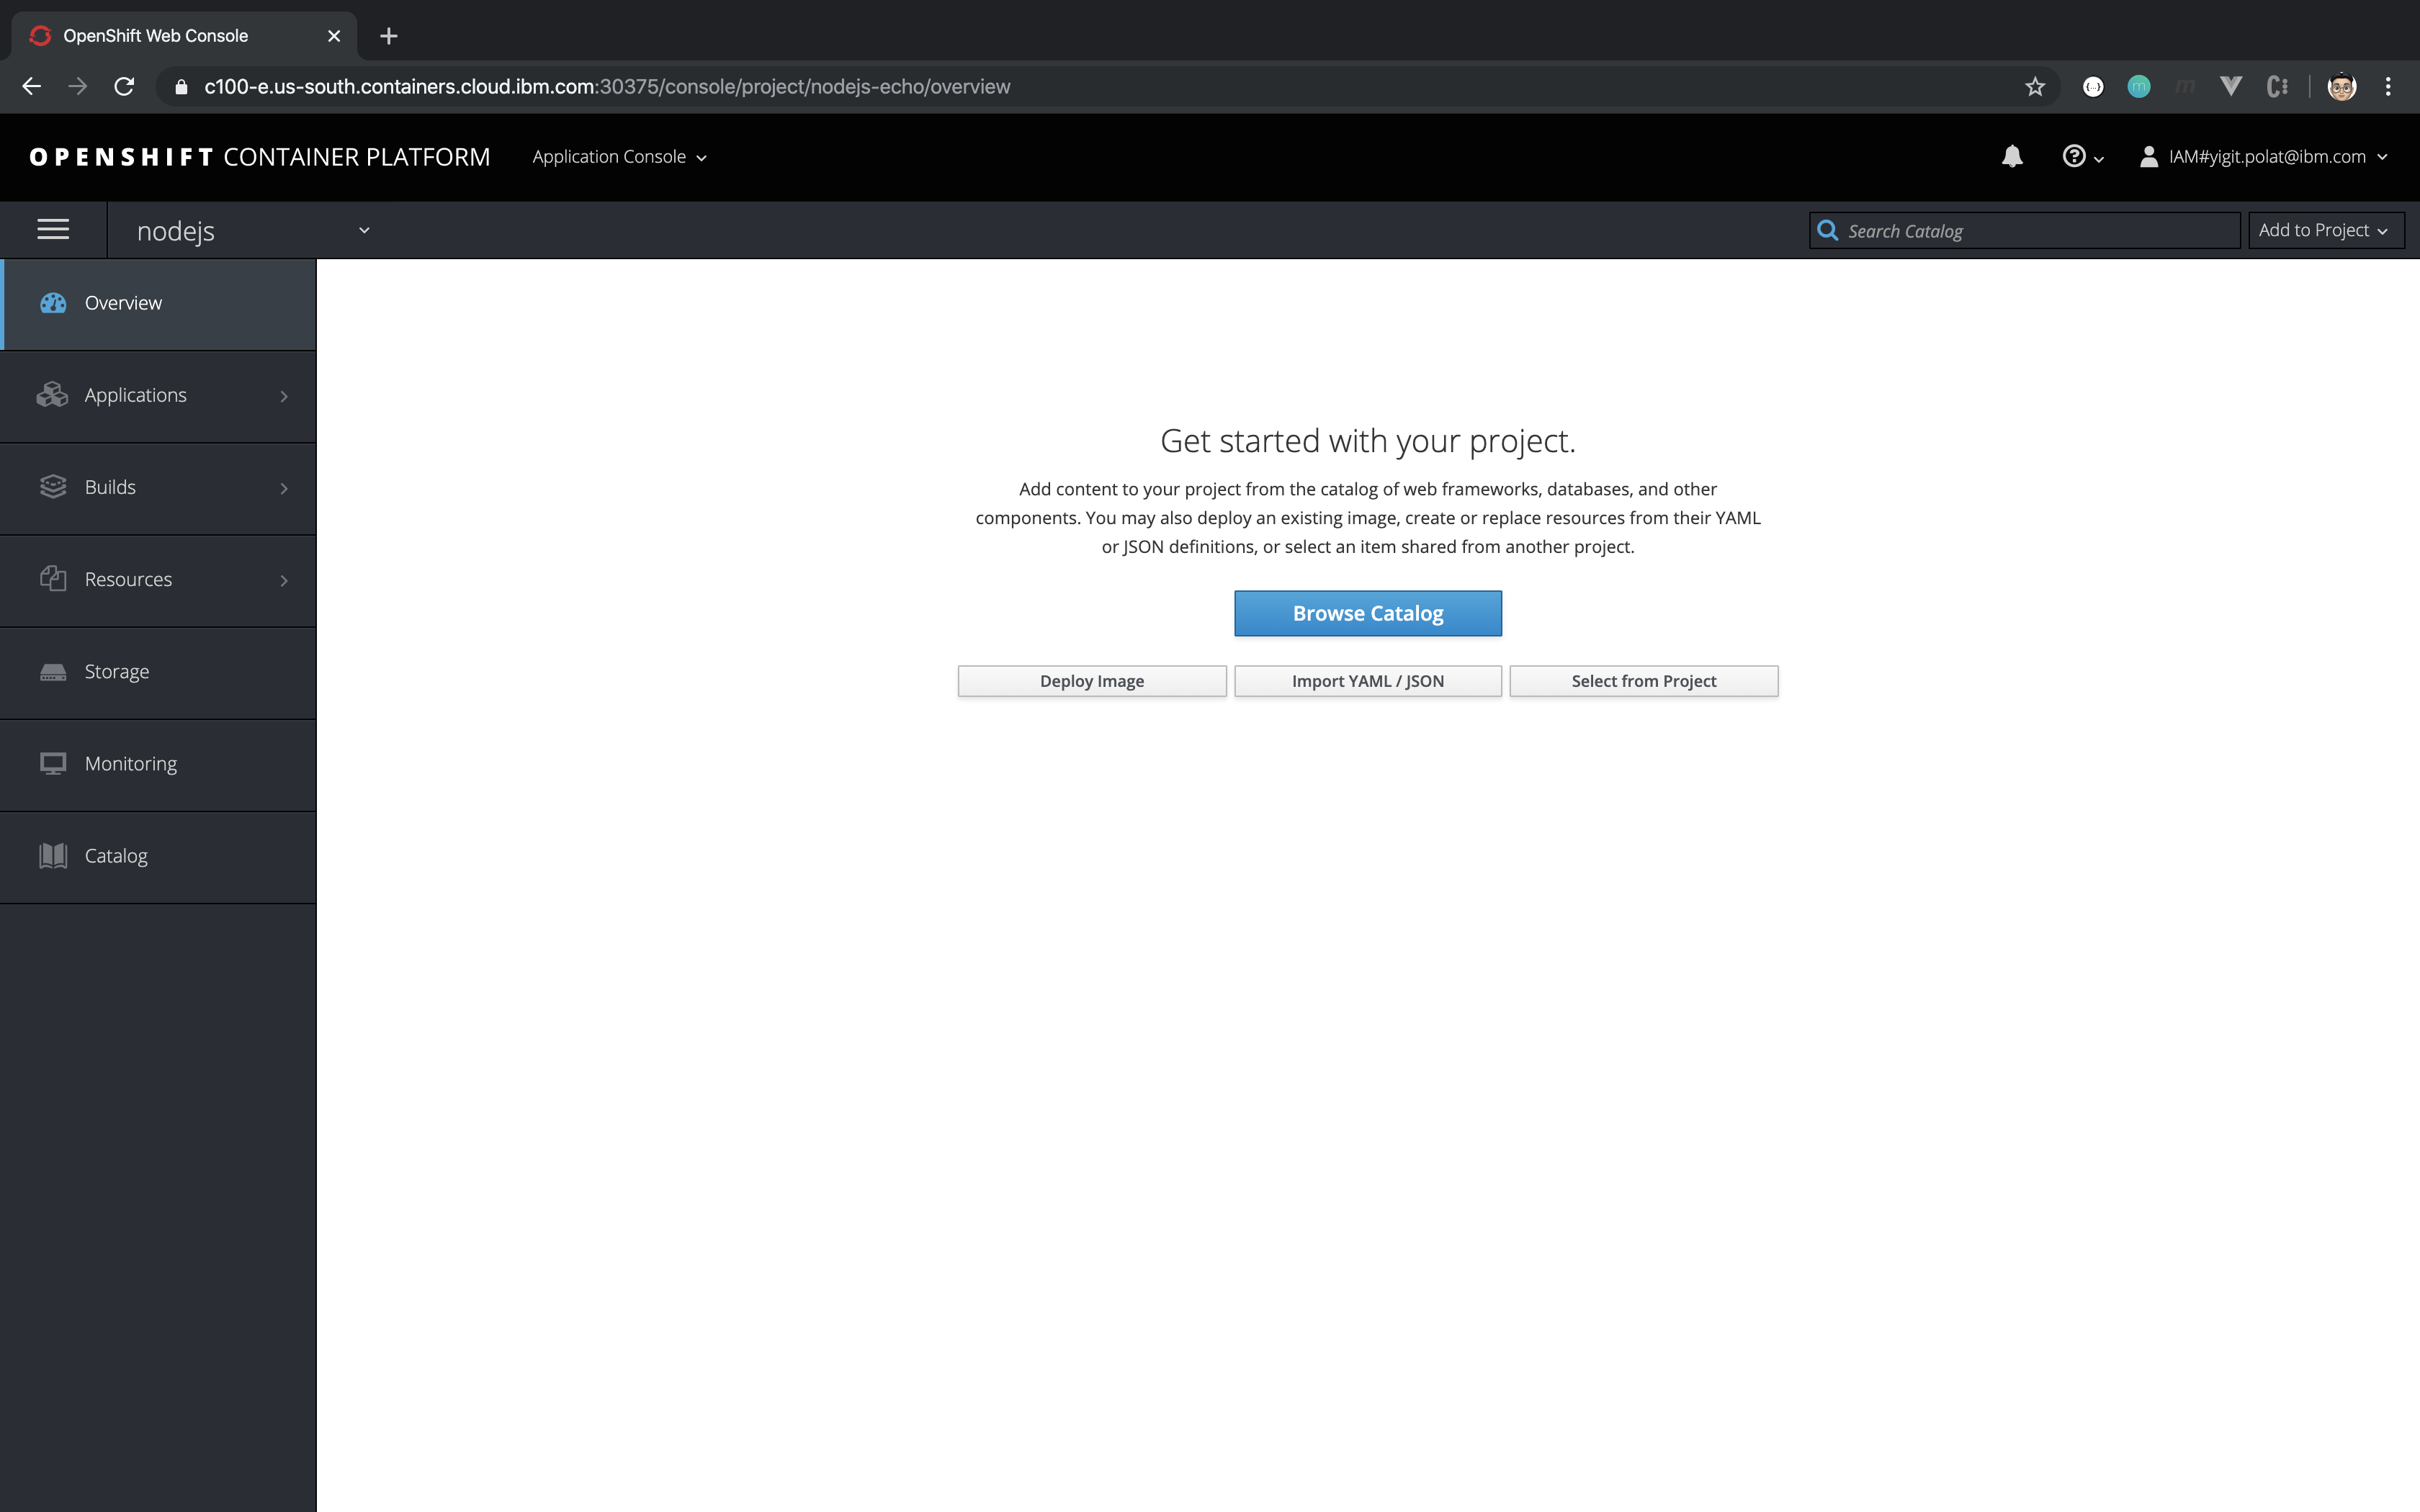 OpenShift Web Console
c100-e.us-south.containers.cloud.ibm.com:30375/console/project/nodejs-echo/overview
OPENSHIFT CONTAINER PLATFORM
Application Console
IAM#yigit.polat@ibm.com
nodejs
Search Catalog
Add to Project
Overview
Applications
Builds
Resources
Storage
Monitoring
Catalog
Get started with your project.
Add content to your project from the catalog of web frameworks, databases, and other
components. You may also deploy an existing image, create or replace resources from their YAML
or JSON definitions, or select an item shared from another project.
Browse Catalog
Deploy Image
Import YAML / JSON
Select from Project